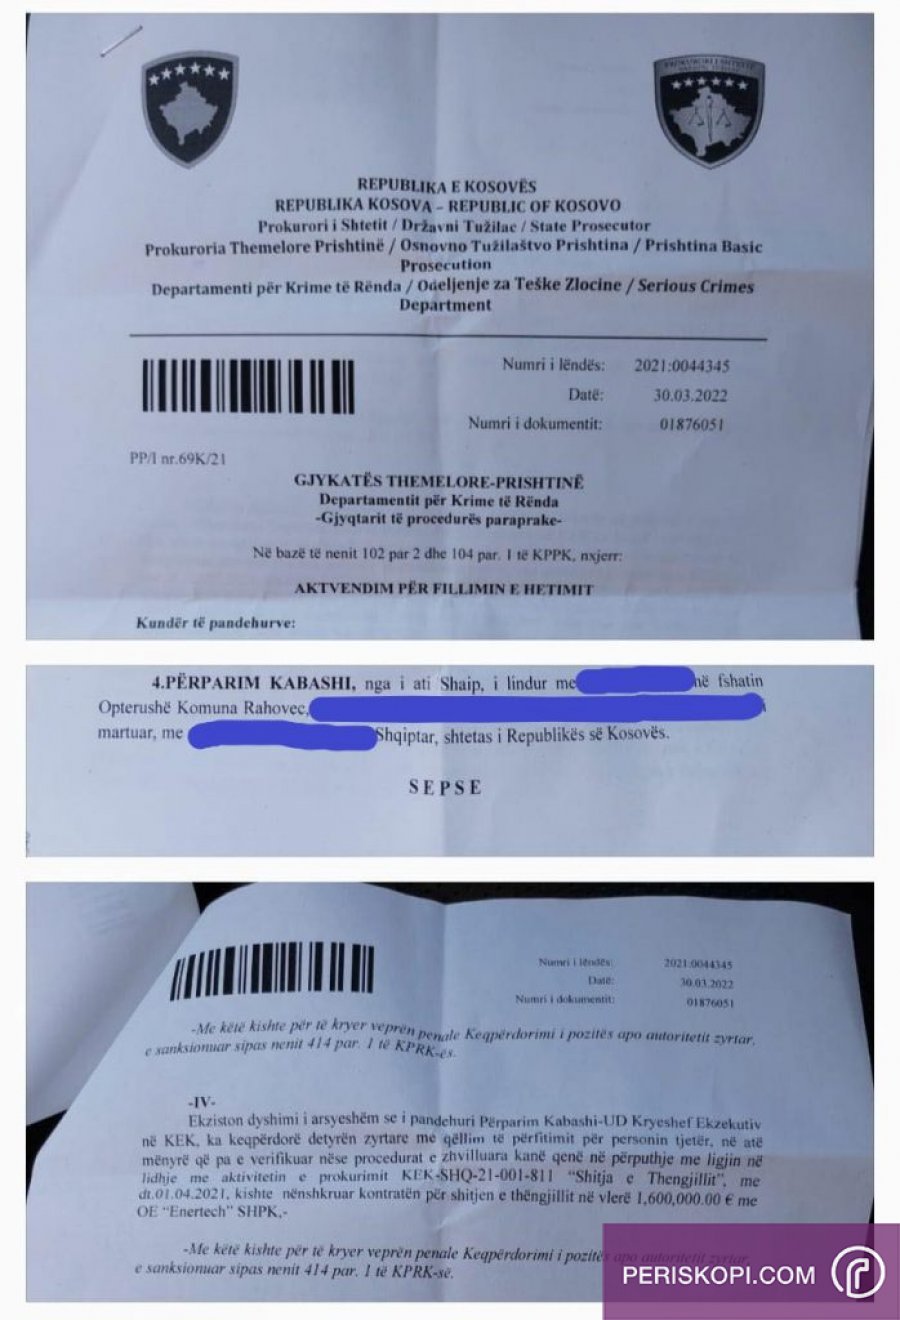 PROKURORI I SHTETIT
REPUBLIKA E KOSOVËS
REPUBLIKA KOSOVA – REPUBLIC OF KOSOVO
Prokurori i Shtetit / Državni Tužilac / State Prosecutor
Prokuroria Themelore Prishtinë / Osnovno Tužilaštvo Prishtina / Prishtina Basic
Prosecution
Departamenti për Krime të Rënda / Odeljenje za Teške Zlocine / Serious Crimes
Department
Numri i lëndës: 2021:0044345
Datë: 30.03.2022
Numri i dokumentit: 01876051
PP/I nr.69K/21
GJYKATËS THEMELORE-PRISHTINË
Departamentit për Krime të Rënda
-Gjyqtarit të procedurës paraprake-
Në bazë të nenit 102 par 2 dhe 104 par. 1 të KPPK, nxjerr:
AKTVENDIM PËR FILLIMIN E HETIMIT
Kundër të pandehurve:
4.PËRPARIM KABASHI, nga i ati Shaip, i lindur me në fshatin
Opterushë Komuna Rahovec, i
martuar, me Shqiptar, shtetas i Republikës së Kosovës.
SEPSE
Numri i lëndës: 2021:0044345
Datë: 30.03.2022
Numri i dokumentit: 01876051
-Me këtë kishte për të kryer veprën penale Keqpërdorimi i pozitës apo autoritetit zyrtar,
e sanksionuar sipas nenit 414 par. 1 të KPRK-ës.
-IV-
Ekziston dyshimi i arsyeshëm se i pandehuri Përparim Kabashi-UD Kryeshef Ekzekutiv
në KEK, ka keqpërdorë detyrën zyrtare me qëllim të përfitimit për personin tjetër, në atë
mënyrë që pa e verifikuar nëse procedurat e zhvilluara kanë qenë në përputhje me ligjin në
lidhje me aktivitetin e prokurimit KEK-SHQ-21-001-811 “Shitja e Thengjillit”, me
dt.01.04.2021, kishte nënshkruar kontratën për shitjen e thëngjillit në vlerë 1,600,000.00 € me
OE “Enertech” SHPK,-
-Me këtë kishte për të kryer veprën penale Keqpërdorimi i pozitës apo autoritetit zyrtar,
e sanksionuar sipas nenit 414 par. 1 të KPRK-së.
PERISKOPI.COM